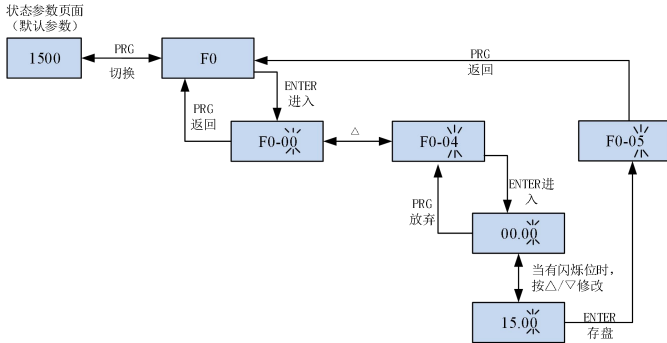 状态参数页面
（默认参数）
1500
PRG
切换
F0
PRG
返回
ENTER
进入
PRG
返回
F0-00
△
F0-04
F0-05
ENTER进
入
PRG
放弃
00.00
当有闪烁位时，
按△/▽修改
15.00
ENTER
存盘